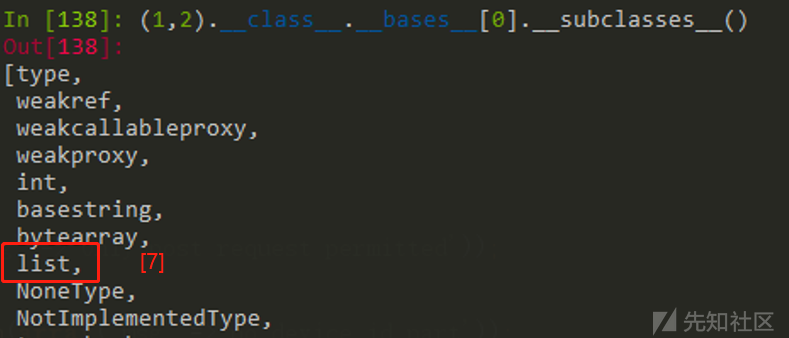 In [138]: (1,2).__class__.__bases__[0].__subclasses__()
Out[138]:
[type,
weakref,
weakcallableproxy,
weakproxy,
int,
basestring,
bytearray,
list, [7]
NoneType,
NotImplementedType,
先知社区